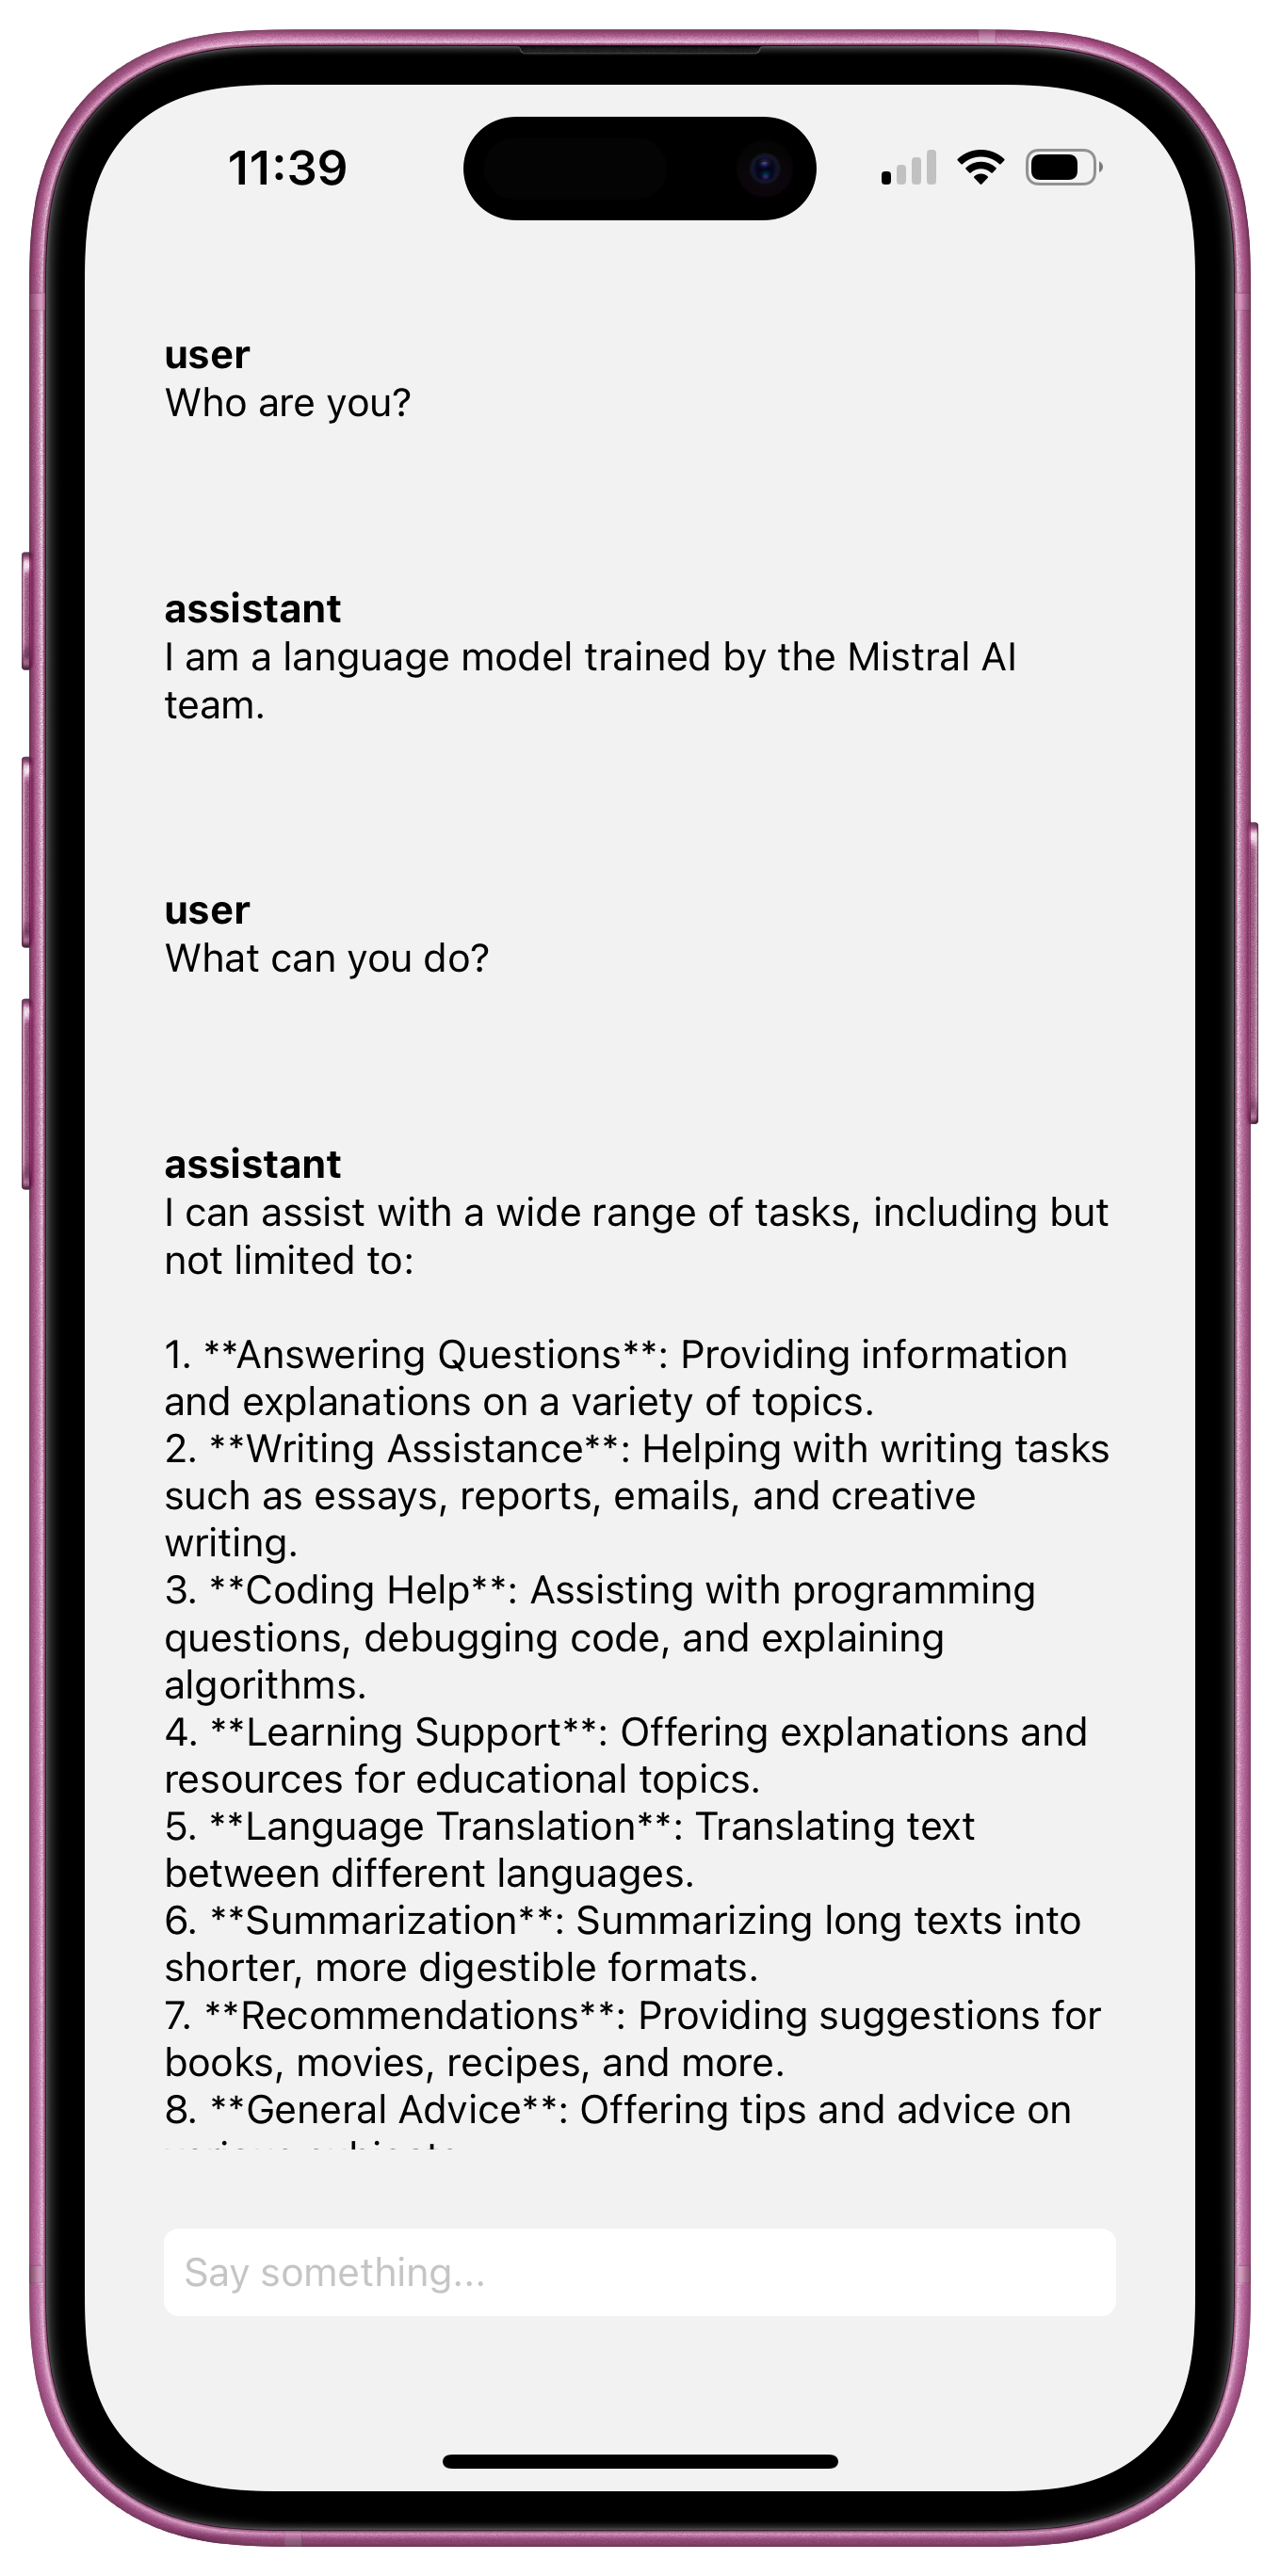 11:39
user
Who are you?
assistant
I am a language model trained by the Mistral AI
team.
user
What can you do?
assistant
I can assist with a wide range of tasks, including but
not limited to:
1. **Answering Questions**: Providing information
and explanations on a variety of topics.
2. **Writing Assistance**: Helping with writing tasks
such as essays, reports, emails, and creative
writing.
3. **Coding Help**: Assisting with programming
questions, debugging code, and explaining
algorithms.
4. **Learning Support**: Offering explanations and
resources for educational topics.
5. **Language Translation**: Translating text
between different languages.
6. **Summarization**: Summarizing long texts into
shorter, more digestible formats.
7. **Recommendations**: Providing suggestions for
books, movies, recipes, and more.
8. **General Advice**: Offering tips and advice on
Say something...